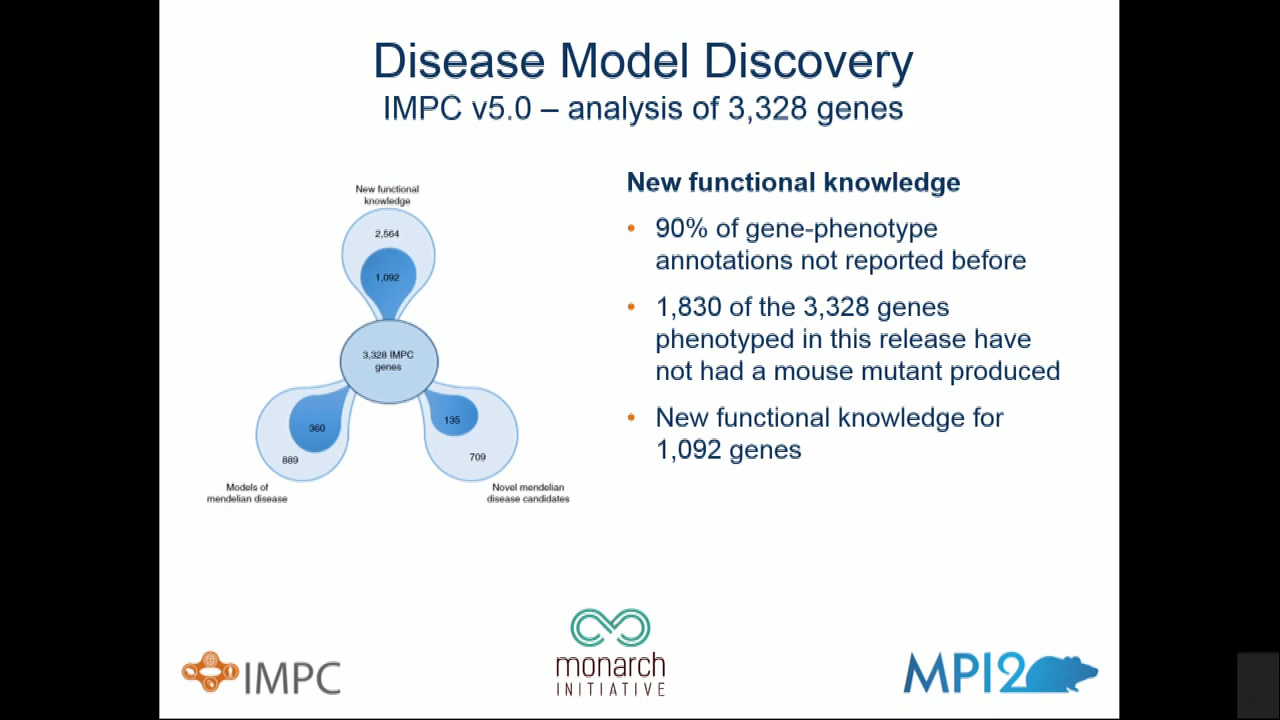 Disease Model Discovery
IMPC v5.0 – analysis of 3,328 genes
New functional
knowledge
2,564
1,092
3,328 IMPC
genes
360
889
135
709
Models of
mendelian disease
Novel mendelian
disease candidates
New functional knowledge
• 90% of gene-phenotype
annotations not reported before
• 1,830 of the 3,328 genes
phenotyped in this release have
not had a mouse mutant produced
• New functional knowledge for
1,092 genes
IMPC
monarch
INITIATIVE
MPI2